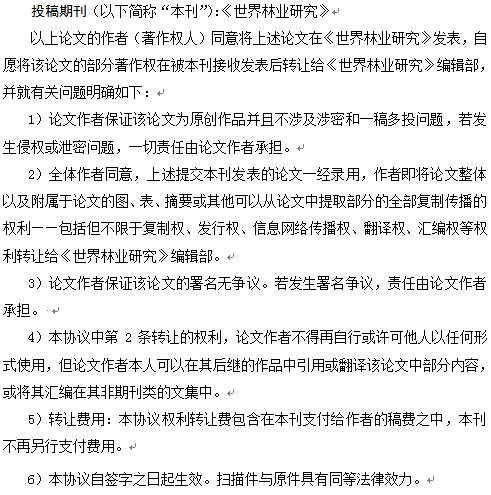 投稿期刊（以下简称“本刊”）：《世界林业研究》
以上论文的作者（著作权人）同意将上述论文在《世界林业研究》发表，自
愿将该论文的部分著作权在被本刊接收发表后转让给《世界林业研究》编辑部，
并就有关问题明确如下：
1）论文作者保证该论文为原创作品并且不涉及涉密和一稿多投问题，若发
生侵权或泄密问题，一切责任由论文作者承担。
2）全体作者同意，上述提交本刊发表的论文一经录用，作者即将论文整体
以及附属于论文的图、表、摘要或其他可以从论文中提取部分的全部复制传播的
权利——包括但不限于复制权、发行权、信息网络传播权、翻译权、汇编权等权
利转让给《世界林业研究》编辑部。
3）论文作者保证该论文的署名无争议。若发生署名争议，责任由论文作者
承担。
4）本协议中第 2 条转让的权利，论文作者不得再自行或许可他人以任何形
式使用，但论文作者本人可以在其后继的作品中引用或翻译该论文中部分内容，
或将其汇编在其非期刊类的文集中。
5）转让费用：本协议权利转让费包含在本刊支付给作者的稿费之中，本刊
不再另行支付费用。
6）本协议自签字之日起生效。扫描件与原件具有同等法律效力。